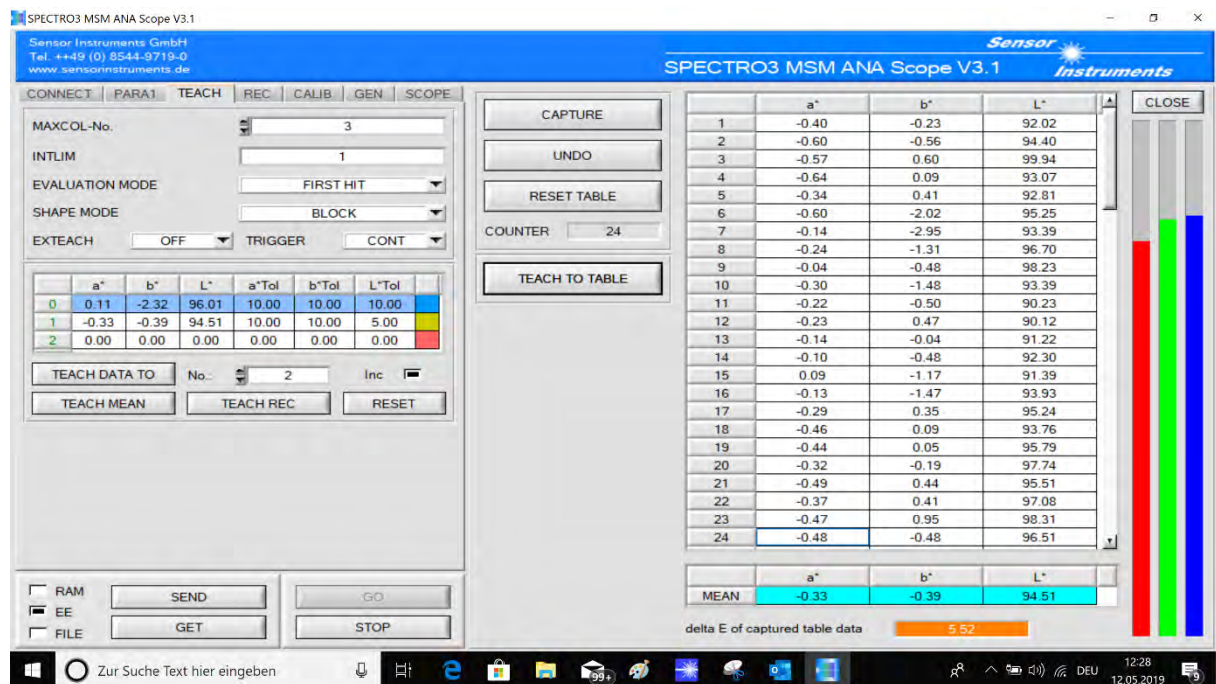 SPECTRO3 MSM ANA Scope V3.1
Sensor Instruments GmbH
Tel. ++49 (0) 8544-9719-0
www.sensorinstruments.de
Sensor
Instruments
SPECTRO3 MSM ANA Scope V3.1
CONNECT PARA1 TEACH REC CALIB GEN SCOPE
MAXCOL-No. 3
INTLIM 1
EVALUATION MODE FIRST HIT
SHAPE MODE BLOCK
EXTEACH OFF TRIGGER CONT
a* b* L* a*Tol b*Tol L*Tol
0 0.11 -2.32 96.01 10.00 10.00 10.00
1 -0.33 -0.39 94.51 10.00 10.00 5.00
2 0.00 0.00 0.00 0.00 0.00 0.00
TEACH DATA TO No.: 2 Inc
TEACH MEAN TEACH REC RESET
RAM
EE
FILE
SEND GO
GET STOP
CAPTURE
UNDO
RESET TABLE
COUNTER 24
TEACH TO TABLE
CLOSE
a* b* L*
1 -0.40 -0.23 92.02
2 -0.60 -0.56 94.40
3 -0.57 0.60 99.94
4 -0.64 0.09 93.07
5 -0.34 0.41 92.81
6 -0.60 -2.02 95.25
7 -0.14 -2.95 93.39
8 -0.24 -1.31 96.70
9 -0.04 -0.48 98.23
10 -0.30 -1.48 93.39
11 -0.22 -0.50 90.23
12 -0.23 0.47 90.12
13 -0.14 -0.04 91.22
14 -0.10 -0.48 92.30
15 0.09 -1.17 91.39
16 -0.13 -1.47 93.93
17 -0.29 0.35 95.24
18 -0.46 0.09 93.76
19 -0.44 0.05 95.79
20 -0.32 -0.19 97.74
21 -0.49 0.44 95.51
22 -0.37 0.41 97.08
23 -0.47 0.95 98.31
24 -0.48 -0.48 96.51
a* b* L*
MEAN -0.33 -0.39 94.51
delta E of captured table data 5.52
Zur Suche Text hier eingeben
99+
DEU
12:28
12.05.2019
9